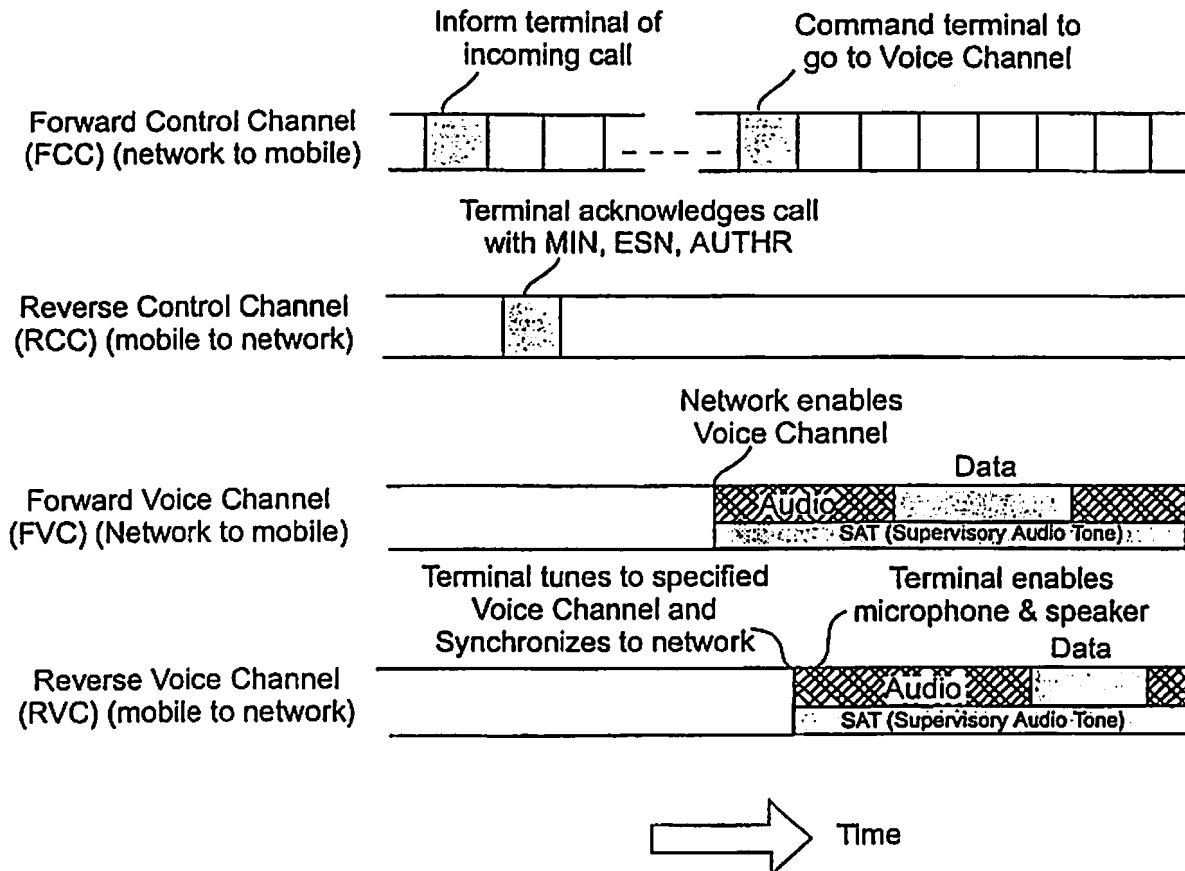 Inform terminal of
incoming call
Command terminal to
go to Voice Channel
Forward Control Channel
(FCC) (network to mobile)
Terminal acknowledges call
with MIN, ESN, AUTHR
Reverse Control Channel
(RCC) (mobile to network)
Network enables
Voice Channel
Data
Forward Voice Channel
(FVC) (Network to mobile)
Audio
SAT (Supervisory Audio Tone)
Terminal tunes to specified
Voice Channel and
Synchronizes to network
Terminal enables
microphone & speaker
Data
Reverse Voice Channel
(RVC) (mobile to network)
Audio
SAT (Supervisory Audio Tone)
Time